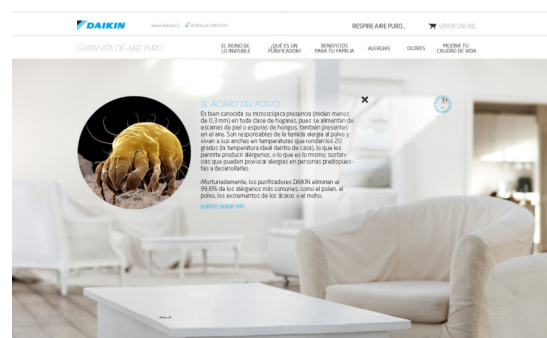 DAIKIN
RESPIRE AIRE PURO...
VENTA ONLINE
GARANTÍA DE AIRE PURO
EL REINO DE
LO INVISIBLE
¿QUÉ ES UN
PURIFICADOR?
BENEFICIOS
PARA TU FAMILIA
ALERGIAS
OLORES
MEJORA TU
CALIDAD DE VIDA
EL ÁCARO DEL POLVO
Es bien conocida su microscópica presencia (miden menos
de 0,3 mm) en toda clase de hogares, pues se alimentan de
escamas de piel o esporas de hongos, también presentes
en el aire. Son responsables de la temida alergia al polvo y
viven a sus anchas en temperaturas que rondan los 20
grados (la temperatura ideal dentro de casa), lo que les
permite producir alérgenos, o lo que es lo mismo: sustan-
cias que pueden provocar alergias en personas predispues-
tas a desarrollarlas.
Afortunadamente, los purificadores DAIKIN eliminan el
99,6% de los alérgenos más comunes, como el polen, el
polvo, los excrementos de los ácaros o el moho.
QUIERO SABER MÁS